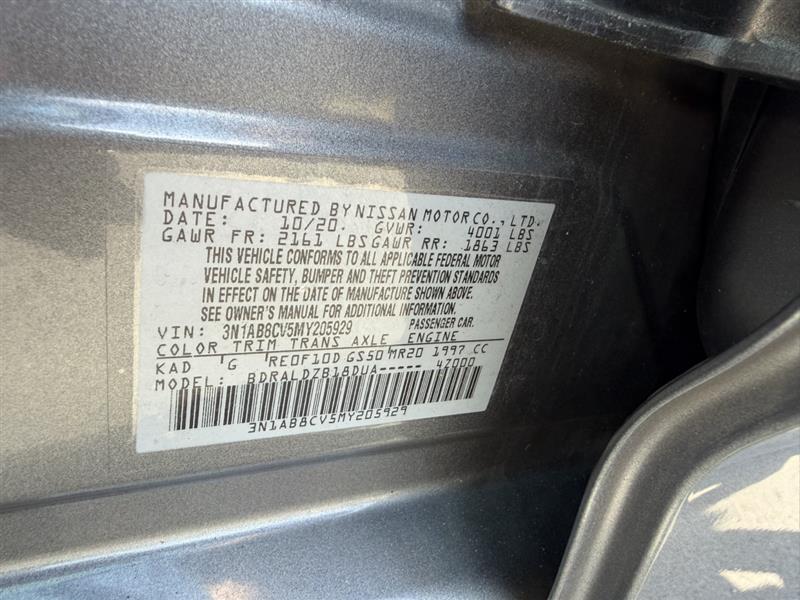 MANUFACTURED BY NISSAN MOTOR CO., LTD.
DATE: 10/20. GVWR: 4001 LBS
GAWR FR: 2161 LBS GAWR RR: 1863 LBS
THIS VEHICLE CONFORMS TO ALL APPLICABLE FEDERAL MOTOR
VEHICLE SAFETY, BUMPER AND THEFT PREVENTION STANDARDS
IN EFFECT ON THE DATE OF MANUFACTURE SHOWN ABOVE.
SEE OWNER'S MANUAL FOR ADDITIONAL INFORMATION.
VIN: 3N1AB8CV5MY205929 PASSENGER CAR.
COLOR TRIM TRANS AXLE ENGINE
KAD 'G RE0F10D GS50 MR20 1997 CC
MODEL: BDRALDZB18DUA----- 4Z000
3N1AB8CV5MY205929